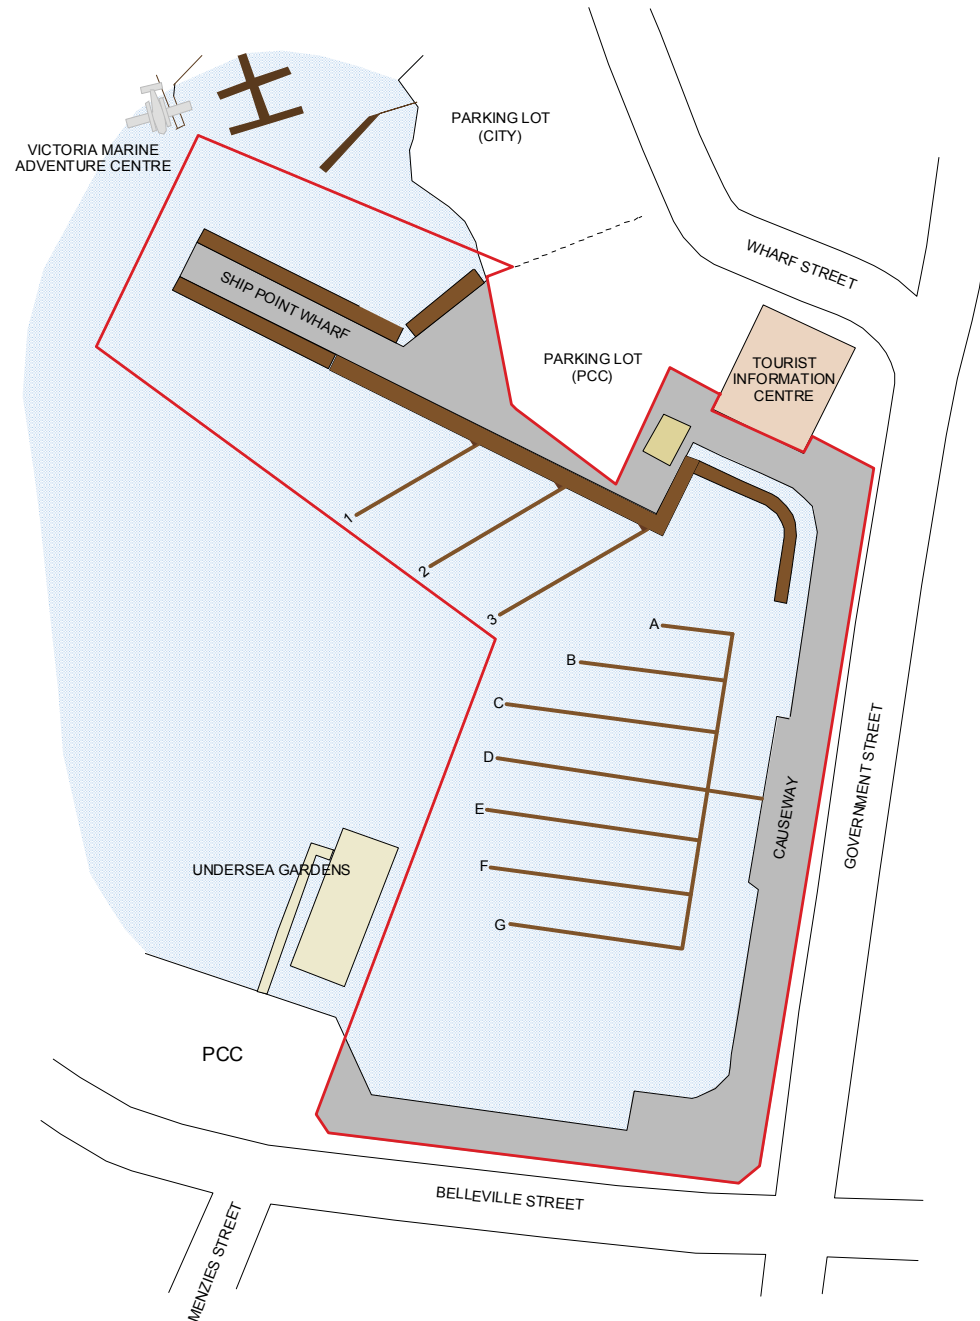 PARKING LOT
(CITY)
VICTORIA MARINE
ADVENTURE CENTRE
WHARF STREET
SHIP POINT WHARF
PARKING LOT
(PCC)
TOURIST
INFORMATION
CENTRE
1
2
3
A
B
C
D
E
F
G
CAUSEWAY
GOVERNMENT STREET
UNDERSEA GARDENS
PCC
BELLEVILLE STREET
MENZIES STREET